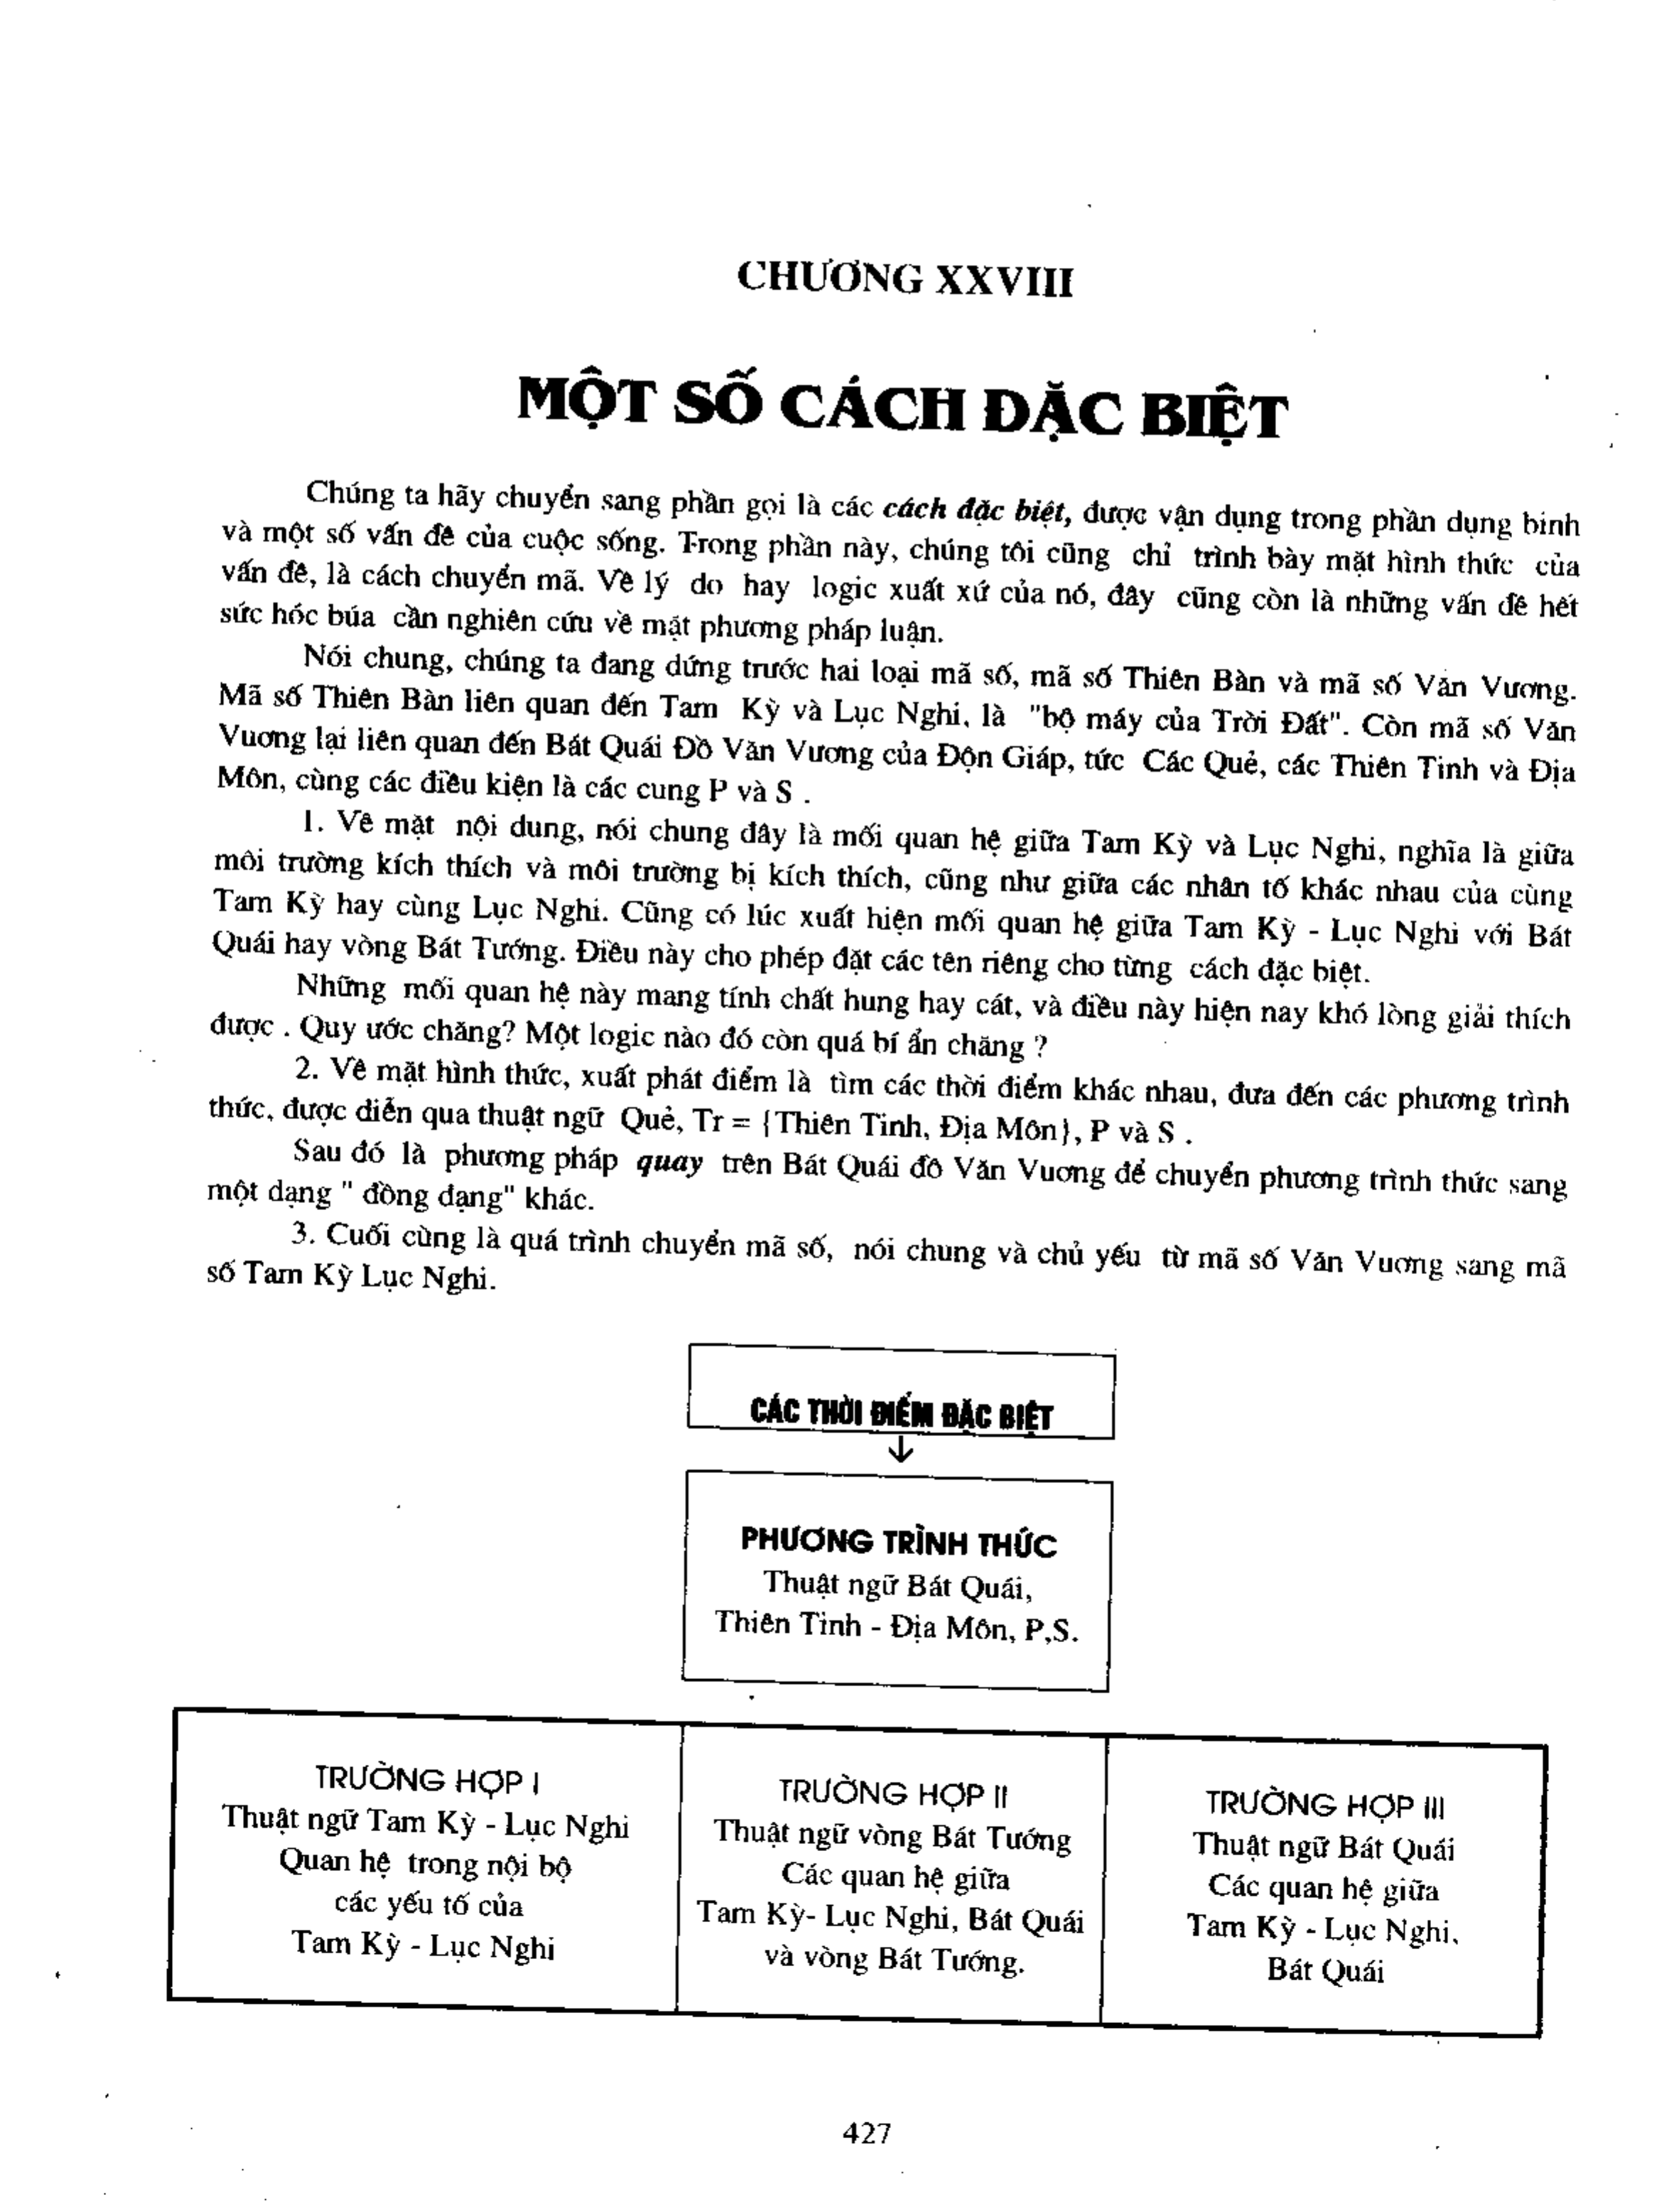 CHƯƠNG XXVIII
MỘT SỐ CÁCH ĐẶC BIỆT
Chúng ta hãy chuyển sang phần gọi là các cách đặc biệt, được vận dụng trong phần dụng binh
và một số vấn đề của cuộc sống. Trong phần này, chúng tôi cũng chỉ trình bày mặt hình thức của
vấn đề, là cách chuyển mã. Về lý do hay logic xuất xứ của nó, đây cũng còn là những vấn đề hết
sức hóc búa cần nghiên cứu về mặt phương pháp luận.
Nói chung, chúng ta đang đứng trước hai loại mã số, mã số Thiên Bàn và mã số Văn Vương.
Mã số Thiên Bàn liên quan đến Tam Kỳ và Lục Nghi, là "bộ máy của Trời Đất". Còn mã số Văn
Vương lại liên quan đến Bát Quái Đồ Văn Vương của Độn Giáp, tức Các Quẻ, các Thiên Tinh và Địa
Môn, cùng các điều kiện là các cung P và S .
1. Về mặt nội dung, nói chung đây là mối quan hệ giữa Tam Kỳ và Lục Nghi, nghĩa là giữa
môi trường kích thích và môi trường bị kích thích, cũng như giữa các nhân tố khác nhau của cùng
Tam Kỳ hay cùng Lục Nghi. Cũng có lúc xuất hiện mối quan hệ giữa Tam Kỳ - Lục Nghi với Bát
Quái hay vòng Bát Tướng. Điều này cho phép đặt các tên riêng cho từng cách đặc biệt.
Những mối quan hệ này mang tính chất hung hay cát, và điều này hiện nay khó lòng giải thích
được . Quy ước chăng? Một logic nào đó còn quá bí ẩn chăng ?
2. Về mặt hình thức, xuất phát điểm là tìm các thời điểm khác nhau, đưa đến các phương trình
thức, được diễn qua thuật ngữ Quẻ, Tr = {Thiên Tinh, Địa Môn}, P và S .
Sau đó là phương pháp quay trên Bát Quái đồ Văn Vương để chuyển phương trình thức sang
một dạng " đồng dạng" khác.
3. Cuối cùng là quá trình chuyển mã số, nói chung và chủ yếu từ mã số Văn Vương sang mã
số Tam Kỳ Lục Nghi.
CÁC THỜI ĐIỂM ĐẶC BIỆT
↓
PHƯƠNG TRÌNH THỨC
Thuật ngữ Bát Quái,
Thiên Tinh - Địa Môn, P,S.
TRƯỜNG HỢP I
Thuật ngữ Tam Kỳ - Lục Nghi
Quan hệ trong nội bộ
các yếu tố của
Tam Kỳ - Lục Nghi
TRƯỜNG HỢP II
Thuật ngữ vòng Bát Tướng
Các quan hệ giữa
Tam Kỳ- Lục Nghi, Bát Quái
và vòng Bát Tướng.
TRƯỜNG HỢP III
Thuật ngữ Bát Quái
Các quan hệ giữa
Tam Kỳ - Lục Nghi,
Bát Quái
427